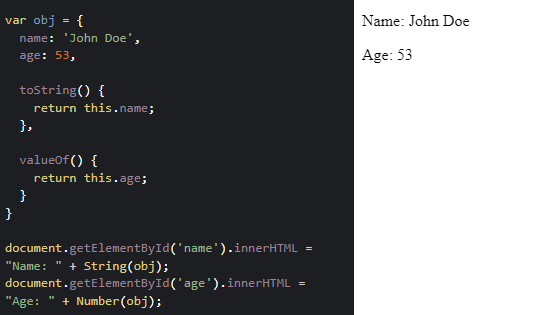 var obj = {
  name: 'John Doe',
  age: 53,
  toString() {
    return this.name;
  },
  valueOf() {
    return this.age;
  }
}
document.getElementById('name').innerHTML =
"Name: " + String(obj);
document.getElementById('age').innerHTML =
"Age: " + Number(obj);
Name: John Doe
Age: 53